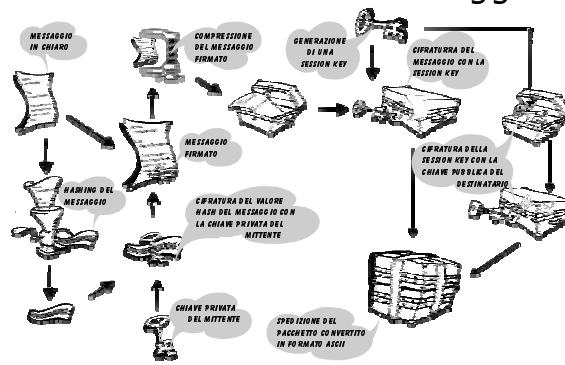 MESSAGGIO
IN CHIARO
COMPRESSIONE
DEL MESSAGGIO
FIRMATO
GENERAZIONE
DI UNA
SESSION KEY
CIFRATURRA DEL
MESSAGGIO CON LA
SESSION KEY
MESSAGGIO
FIRMATO
CIFRATURA DELLA
SESSION KEY CON LA
CHIAVE PUBBLICA DEL
DESTINATARIO
HASHING DEL
MESSAGGIO
CIFRATURA DEL VALORE
HASH DEL MESSAGGIO CON
LA CHIAVE PRIVATA DEL
MITTENTE
CHIAVE PRIVATA
DEL MITTENTE
SPEDIZIONE DEL
PACCHETTO CONVERTITO
IN FORMATO ASCII